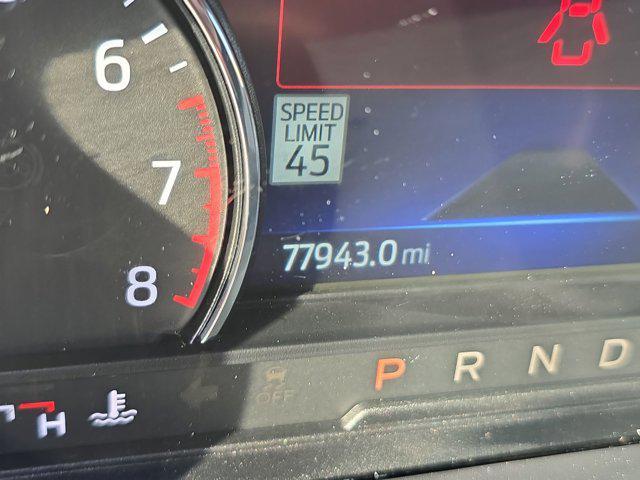 6
7
8
SPEED
LIMIT
45
77943.0 mi
H
OFF
P R N D